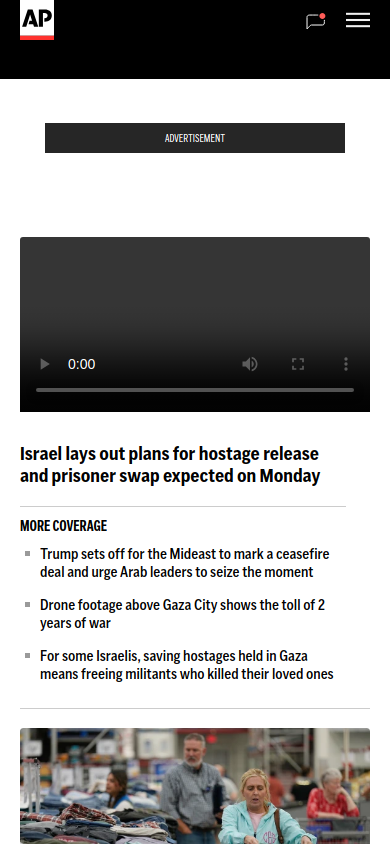 AP
ADVERTISEMENT
0:00
Israel lays out plans for hostage release
and prisoner swap expected on Monday
MORE COVERAGE
Trump sets off for the Mideast to mark a ceasefire
deal and urge Arab leaders to seize the moment
Drone footage above Gaza City shows the toll of 2
years of war
For some Israelis, saving hostages held in Gaza
means freeing militants who killed their loved ones